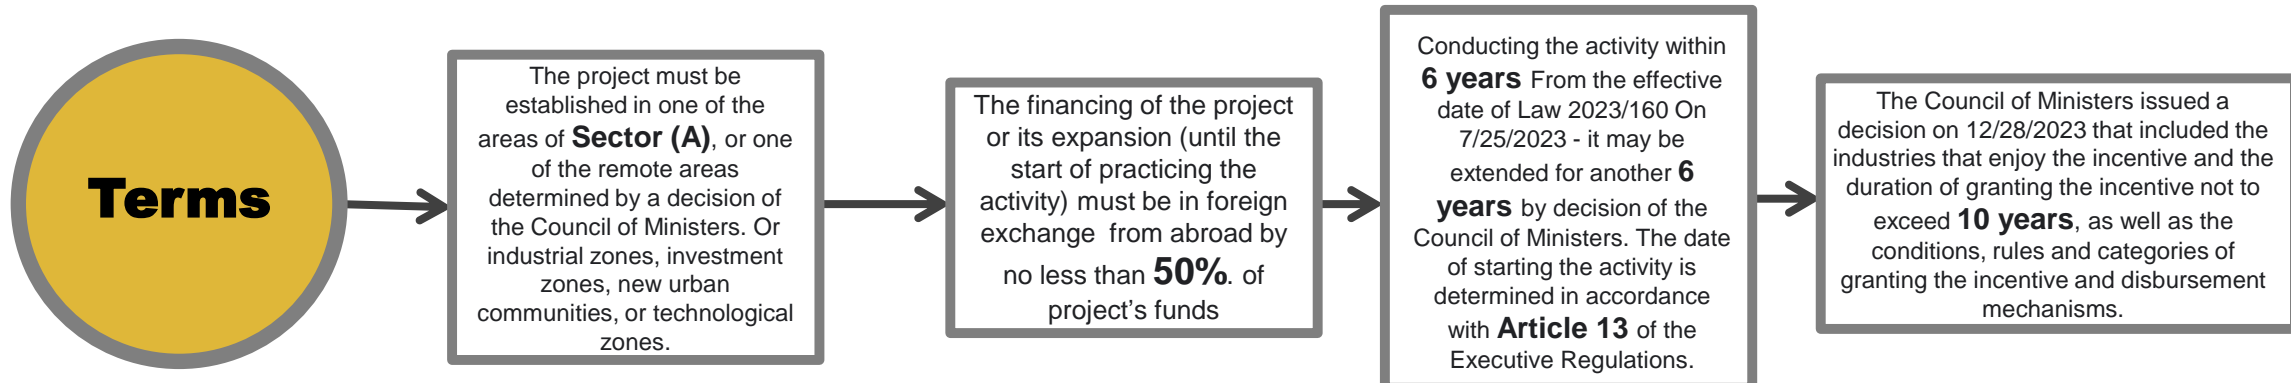 Terms
The project must be
established in one of the
areas of Sector (A), or one
of the remote areas
determined by a decision of
the Council of Ministers. Or
industrial zones, investment
zones, new urban
communities, or technological
zones.
The financing of the project
or its expansion (until the
start of practicing the
activity) must be in foreign
exchange from abroad by
no less than 50%. of
project’s funds
Conducting the activity within
6 years From the effective
date of Law 2023/160 On
7/25/2023 - it may be
extended for another 6
years by decision of the
Council of Ministers. The date
of starting the activity is
determined in accordance
with Article 13 of the
Executive Regulations.
The Council of Ministers issued a
decision on 12/28/2023 that included the
industries that enjoy the incentive and the
duration of granting the incentive not to
exceed 10 years, as well as the
conditions, rules and categories of
granting the incentive and disbursement
mechanisms.